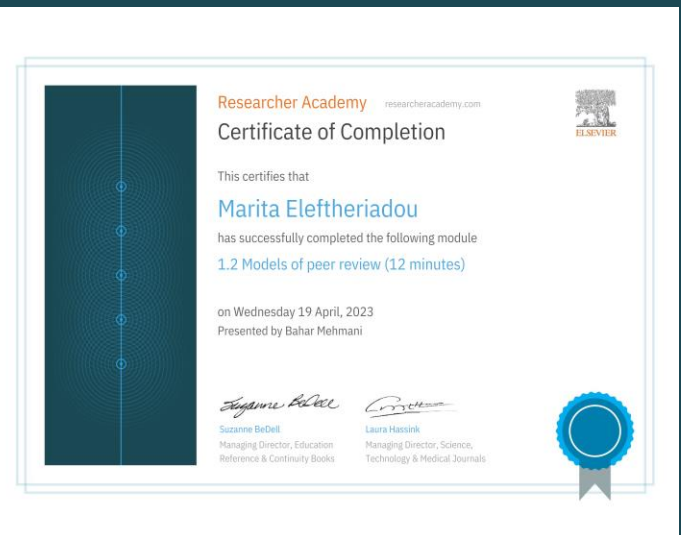 Researcher Academy researcheracademy.com
Certificate of Completion
ELSEVIER
This certifies that
Marita Eleftheriadou
has successfully completed the following module
1.2 Models of peer review (12 minutes)
on Wednesday 19 April, 2023
Presented by Bahar Mehmani
Suzanne BeDell
Suzanne BeDell
Managing Director, Education
Reference & Continuity Books
Laura Hassink
Managing Director, Science,
Technology & Medical Journals